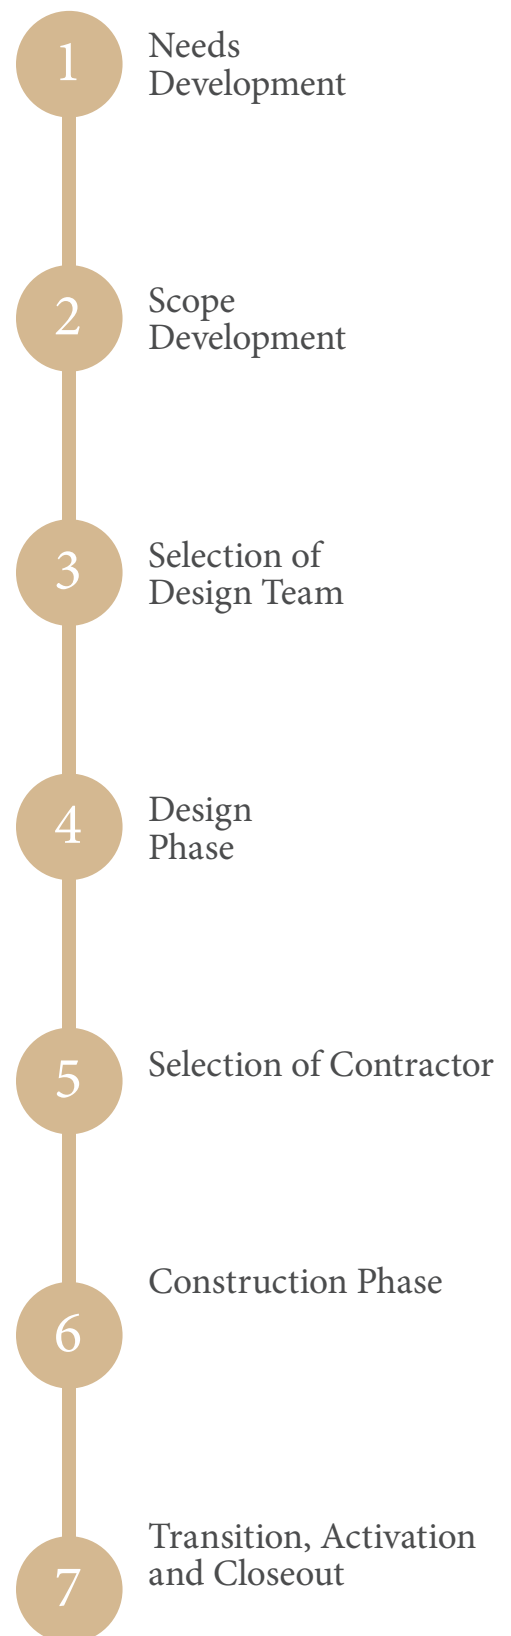 1
Needs
Development
2
Scope
Development
3
Selection of
Design Team
4
Design
Phase
5
Selection of Contractor
6
Construction Phase
7
Transition, Activation
and Closeout